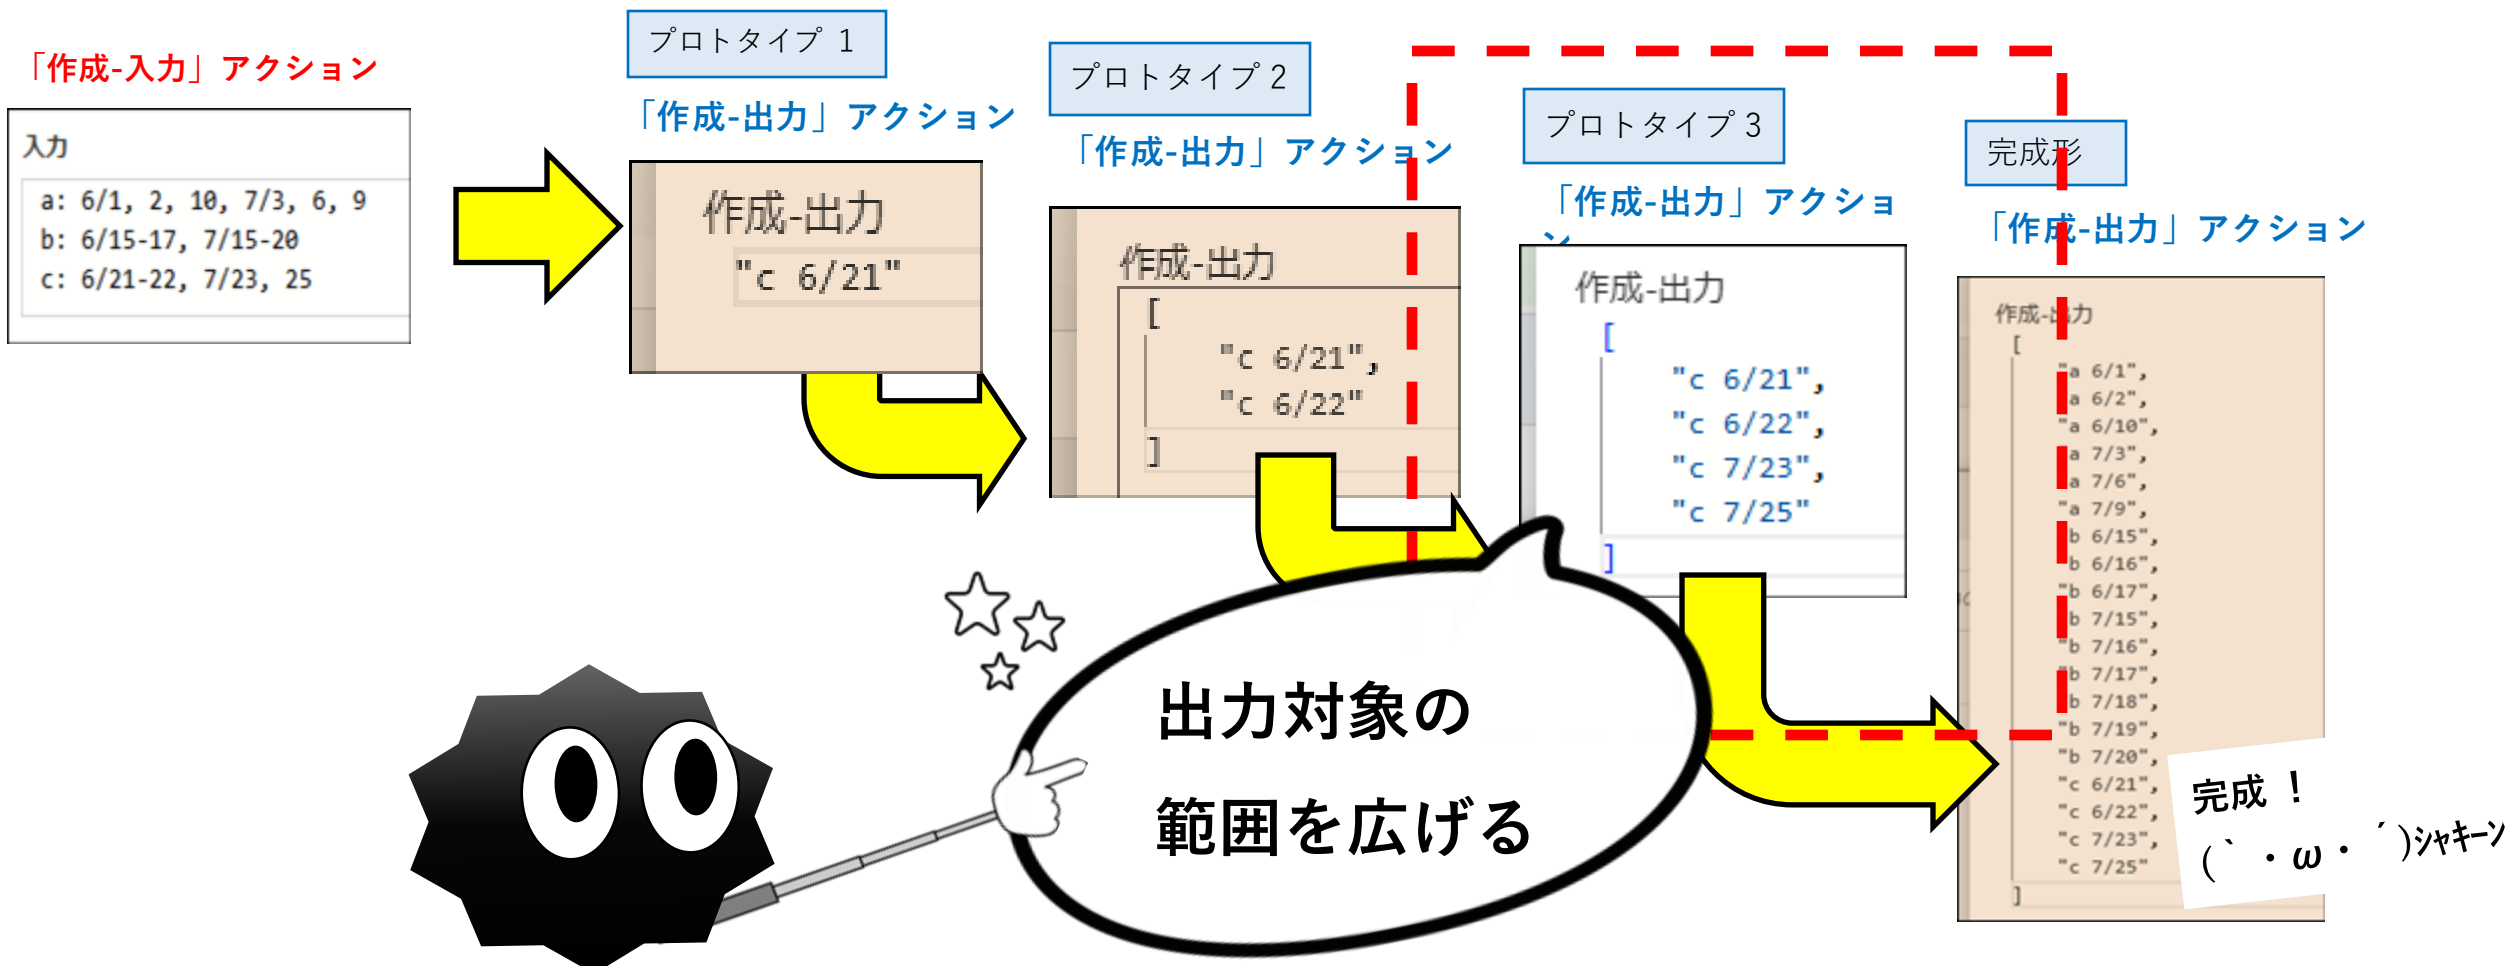 「作成-入力」アクション
入力
a: 6/1, 2, 10, 7/3, 6, 9
b: 6/15-17, 7/15-20
c: 6/21-22, 7/23, 25
プロトタイプ 1
「作成-出力」アクション
作成-出力
"c 6/21"
プロトタイプ 2
「作成-出力」アクション
作成-出力
[
"c 6/21",
"c 6/22"
]
プロトタイプ 3
「作成-出力」アクション
作成-出力
[
"c 6/21",
"c 6/22",
"c 7/23",
"c 7/25"
]
完成形
「作成-出力」アクション
作成-出力
[
"a 6/1",
"a 6/2",
"a 6/10",
"a 7/3",
"a 7/6",
"a 7/9",
"b 6/15",
"b 6/16",
"b 6/17",
"b 7/15",
"b 7/16",
"b 7/17",
"b 7/18",
"b 7/19",
"b 7/20",
"c 6/21",
"c 6/22",
"c 7/23",
"c 7/25"
]
完成 ！
(｀・ω・´)ｼｬｷｰﾝ
出力対象の
範囲を広げる